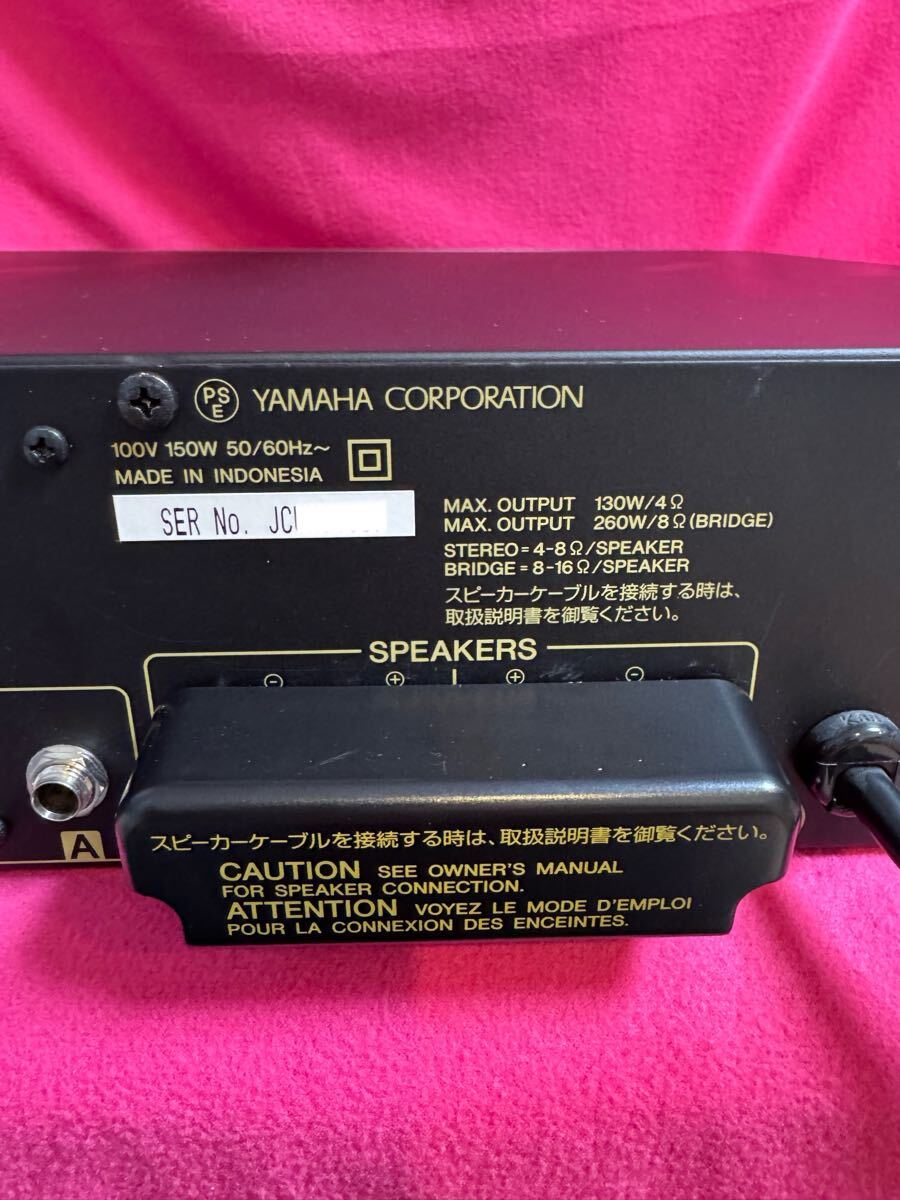 PSE YAMAHA CORPORATION
100V 150W 50/60Hz~
MADE IN INDONESIA
SER No. JC
MAX. OUTPUT 130W/4Ω
MAX. OUTPUT 260W/8Ω(BRIDGE)
STEREO=4-8Ω/SPEAKER
BRIDGE=8-16Ω/SPEAKER
スピーカーケーブルを接続する時は、
取扱説明書を御覧ください。
SPEAKERS
⊖ ⊕ ⊕ ⊖
A
スピーカーケーブルを接続する時は、取扱説明書を御覧ください。
CAUTION SEE OWNER'S MANUAL
FOR SPEAKER CONNECTION.
ATTENTION VOYEZ LE MODE D'EMPLOI
POUR LA CONNEXION DES ENCEINTES.